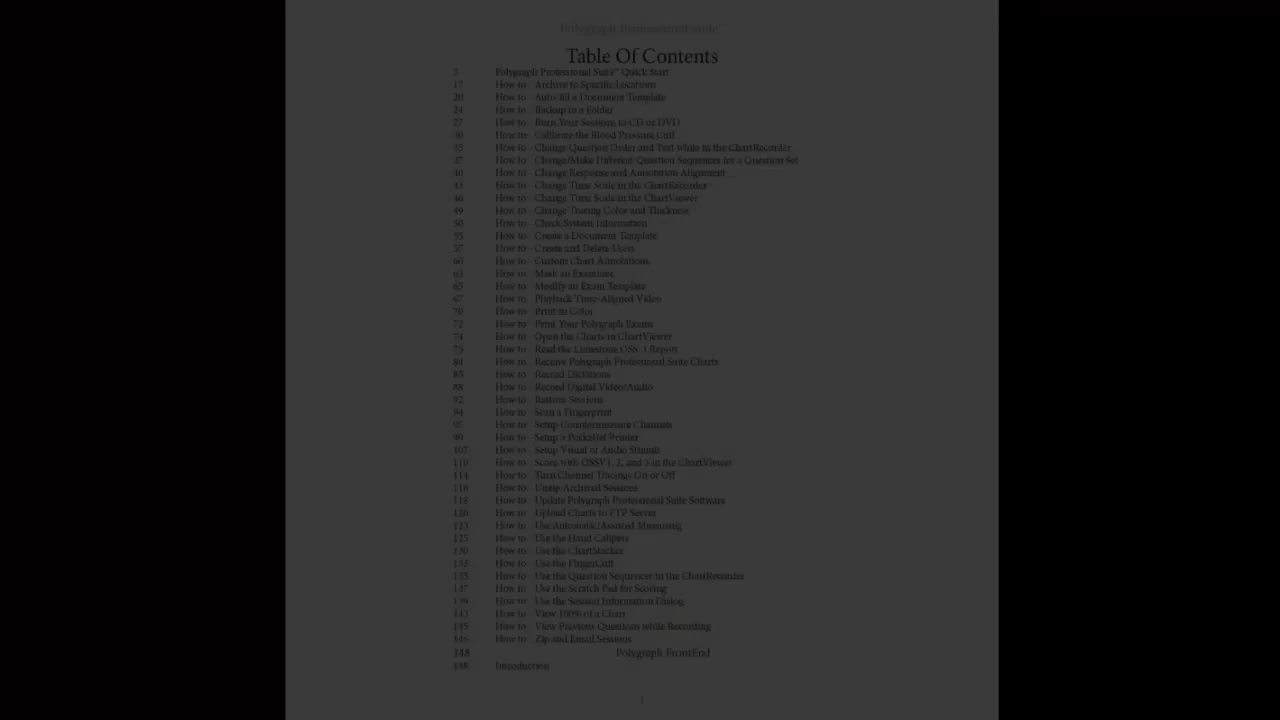 Polygraph Professional Suite™
Table Of Contents
3 Polygraph Professional Suite™ Quick Start
17 How to - Archive to Specific Locations
20 How to - Auto-fill a Document Template
24 How to - Backup to a Folder
27 How to - Burn Your Sessions to CD or DVD
30 How to - Calibrate the Blood Pressure Cuff
35 How to - Change Question Order and Text while in the ChartRecorder
37 How to - Change/Make Different Question Sequences for a Question Set
40 How to - Change Response and Annotation Alignment
43 How to - Change Time Scale in the ChartRecorder
46 How to - Change Time Scale in the ChartViewer
49 How to - Change Tracing Color and Thickness
50 How to - Check System Information
55 How to - Create a Document Template
57 How to - Create and Delete Users
60 How to - Custom Chart Annotations
63 How to - Mask an Examinee
65 How to - Modify an Exam Template
67 How to - Playback Time-Aligned Video
70 How to - Print in Color
72 How to - Print Your Polygraph Exams
74 How to - Open the Charts in ChartViewer
75 How to - Read the Limestone OSS-3 Report
84 How to - Receive Polygraph Professional Suite Charts
85 How to - Record Dictations
88 How to - Record Digital Video/Audio
92 How to - Restore Sessions
94 How to - Scan a Fingerprint
97 How to - Setup Countermeasure Channels
99 How to - Setup a PocketJet Printer
107 How to - Setup Visual or Audio Stimuli
110 How to - Score with OSSV1, 2, and 3 in the ChartViewer
114 How to - Turn Channel Tracings On or Off
116 How to - Unzip Archived Sessions
118 How to - Update Polygraph Professional Suite Software
120 How to - Upload Charts to FTP Server
123 How to - Use Automatic/Assisted Measuring
125 How to - Use the Hand Calipers
130 How to - Use the ChartStacker
133 How to - Use the FingerCuff
135 How to - Use the Question Sequencer in the ChartRecorder
137 How to - Use the Scratch Pad for Scoring
139 How to - Use the Session Information Dialog
143 How to - View 100% of a Chart
145 How to - View Previous Questions while Recording
146 How to - Zip and Email Sessions
148 Polygraph FrontEnd
148 Introduction